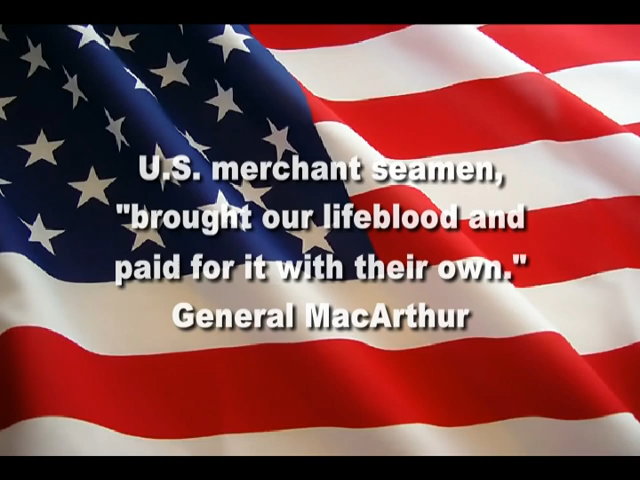 U.S. merchant seamen,
"brought our lifeblood and
paid for it with their own."
General MacArthur